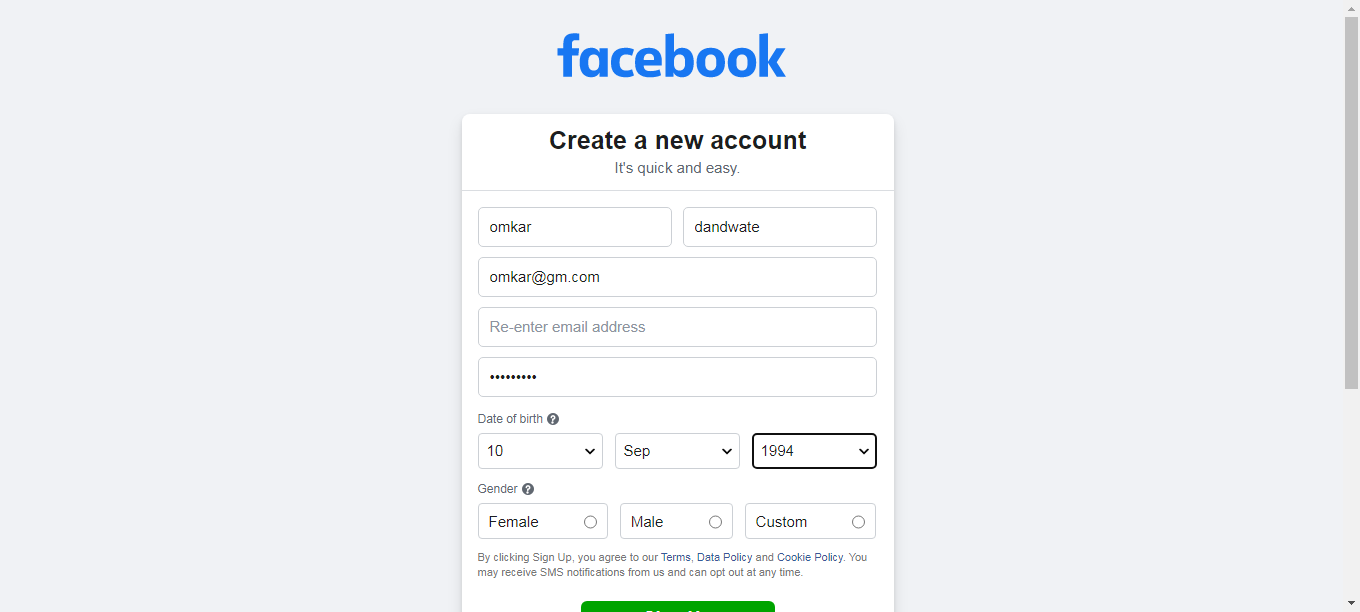 facebook
Create a new account
It's quick and easy.
omkar dandwate
omkar@gm.com
Re-enter email address
•••••••••
Date of birth ?
10 Sep 1994
Gender ?
Female Male Custom
By clicking Sign Up, you agree to our Terms, Data Policy and Cookie Policy. You
may receive SMS notifications from us and can opt out at any time.